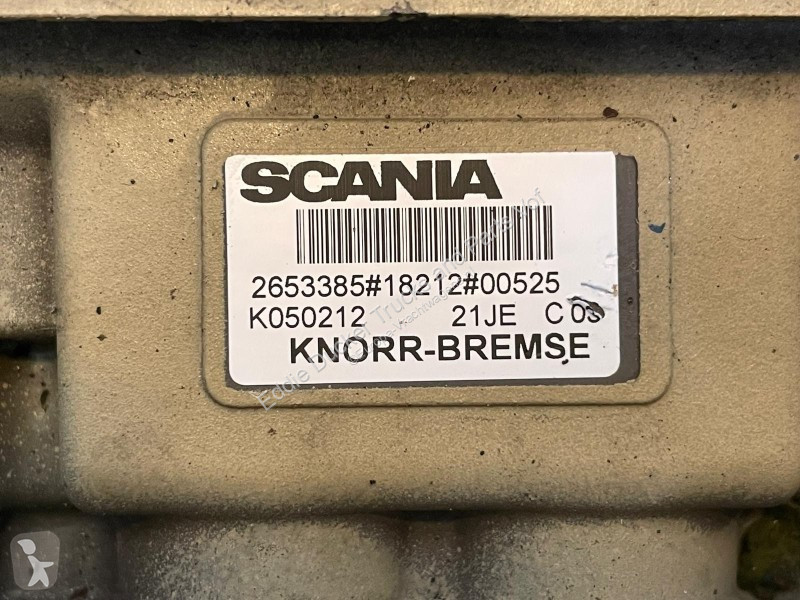 SCANIA
2653385#18212#00525
K050212 21JE C 03
KNORR-BREMSE